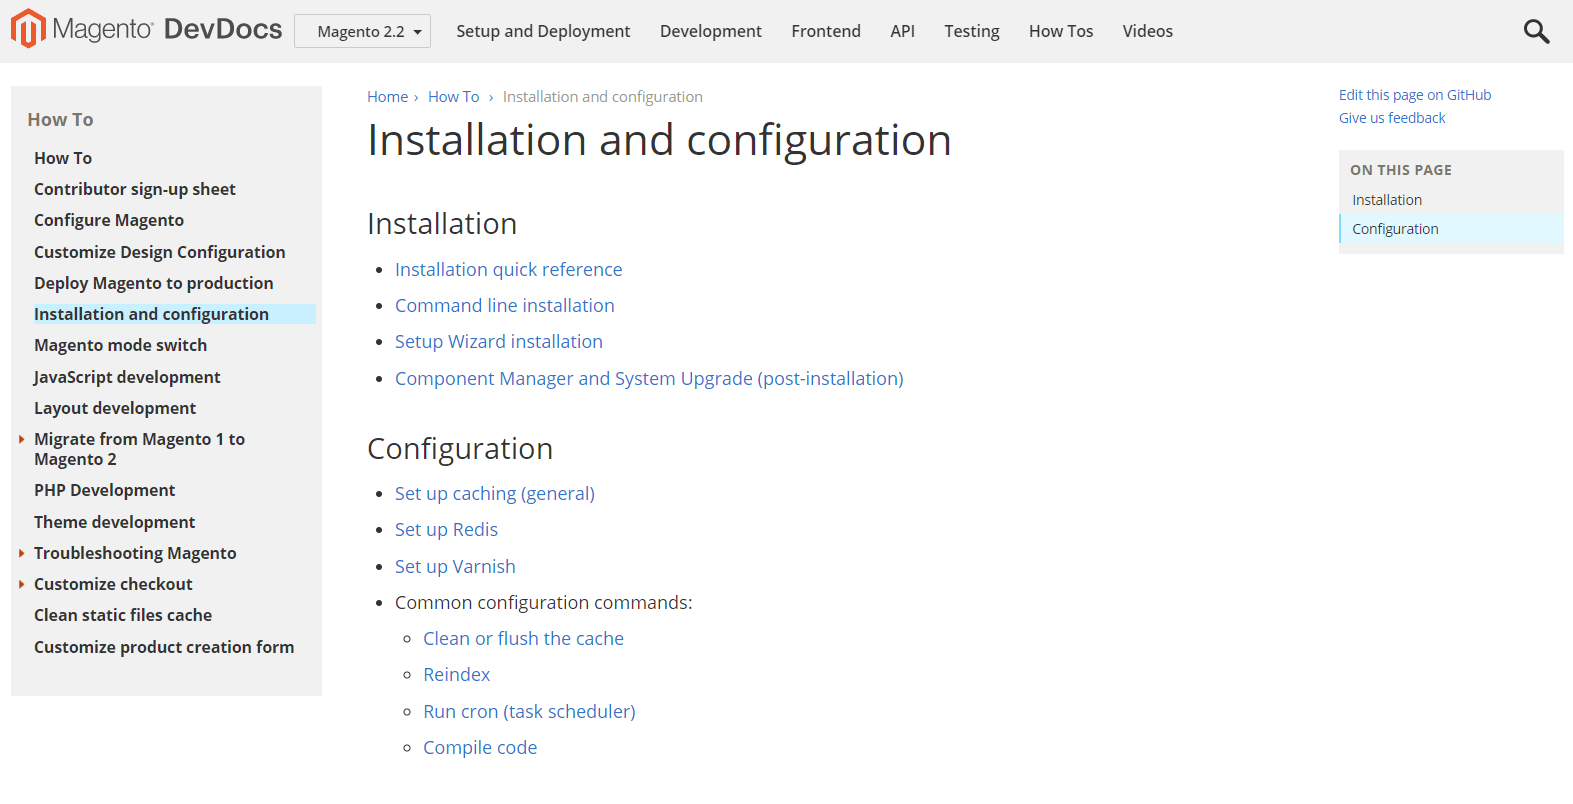 Magento DevDocs
Magento 2.2
Setup and Deployment
Development
Frontend
API
Testing
How Tos
Videos
How To
How To
Contributor sign-up sheet
Configure Magento
Customize Design Configuration
Deploy Magento to production
Installation and configuration
Magento mode switch
JavaScript development
Layout development
Migrate from Magento 1 to
Magento 2
PHP Development
Theme development
Troubleshooting Magento
Customize checkout
Clean static files cache
Customize product creation form
Home › How To › Installation and configuration
Installation and configuration
Installation
Installation quick reference
Command line installation
Setup Wizard installation
Component Manager and System Upgrade (post-installation)
Configuration
Set up caching (general)
Set up Redis
Set up Varnish
Common configuration commands:
Clean or flush the cache
Reindex
Run cron (task scheduler)
Compile code
Edit this page on GitHub
Give us feedback
ON THIS PAGE
Installation
Configuration